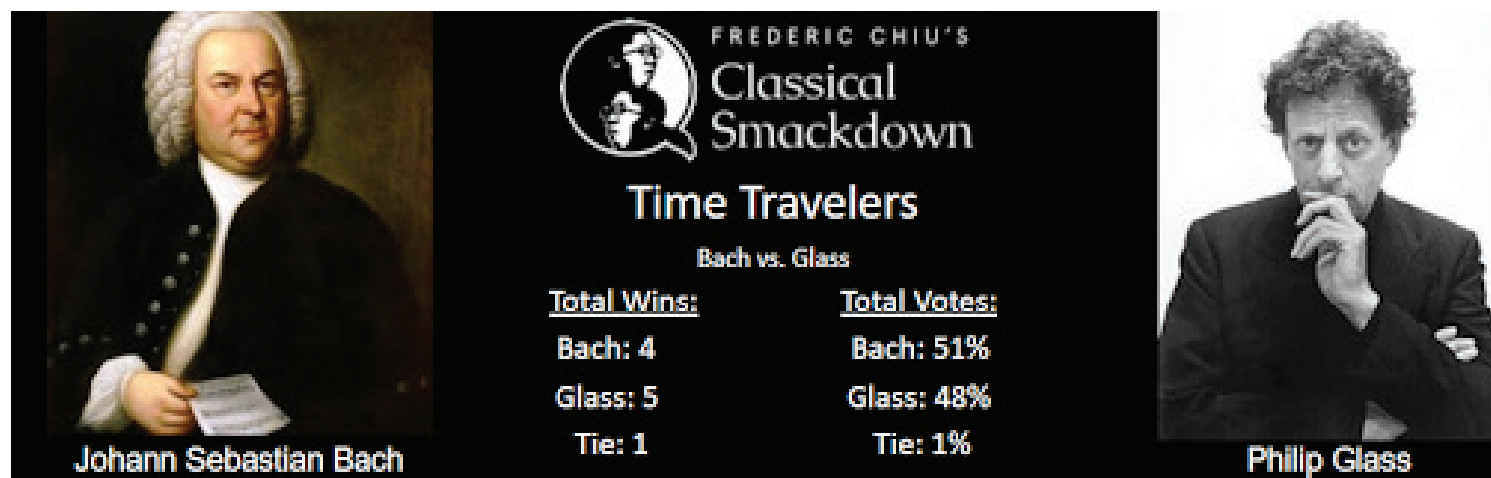 FREDERIC CHIU'S
Classical
Smackdown
Time Travelers
Bach vs. Glass
Total Wins:
Bach: 4
Glass: 5
Tie: 1
Total Votes:
Bach: 51%
Glass: 48%
Tie: 1%
Johann Sebastian Bach
Philip Glass